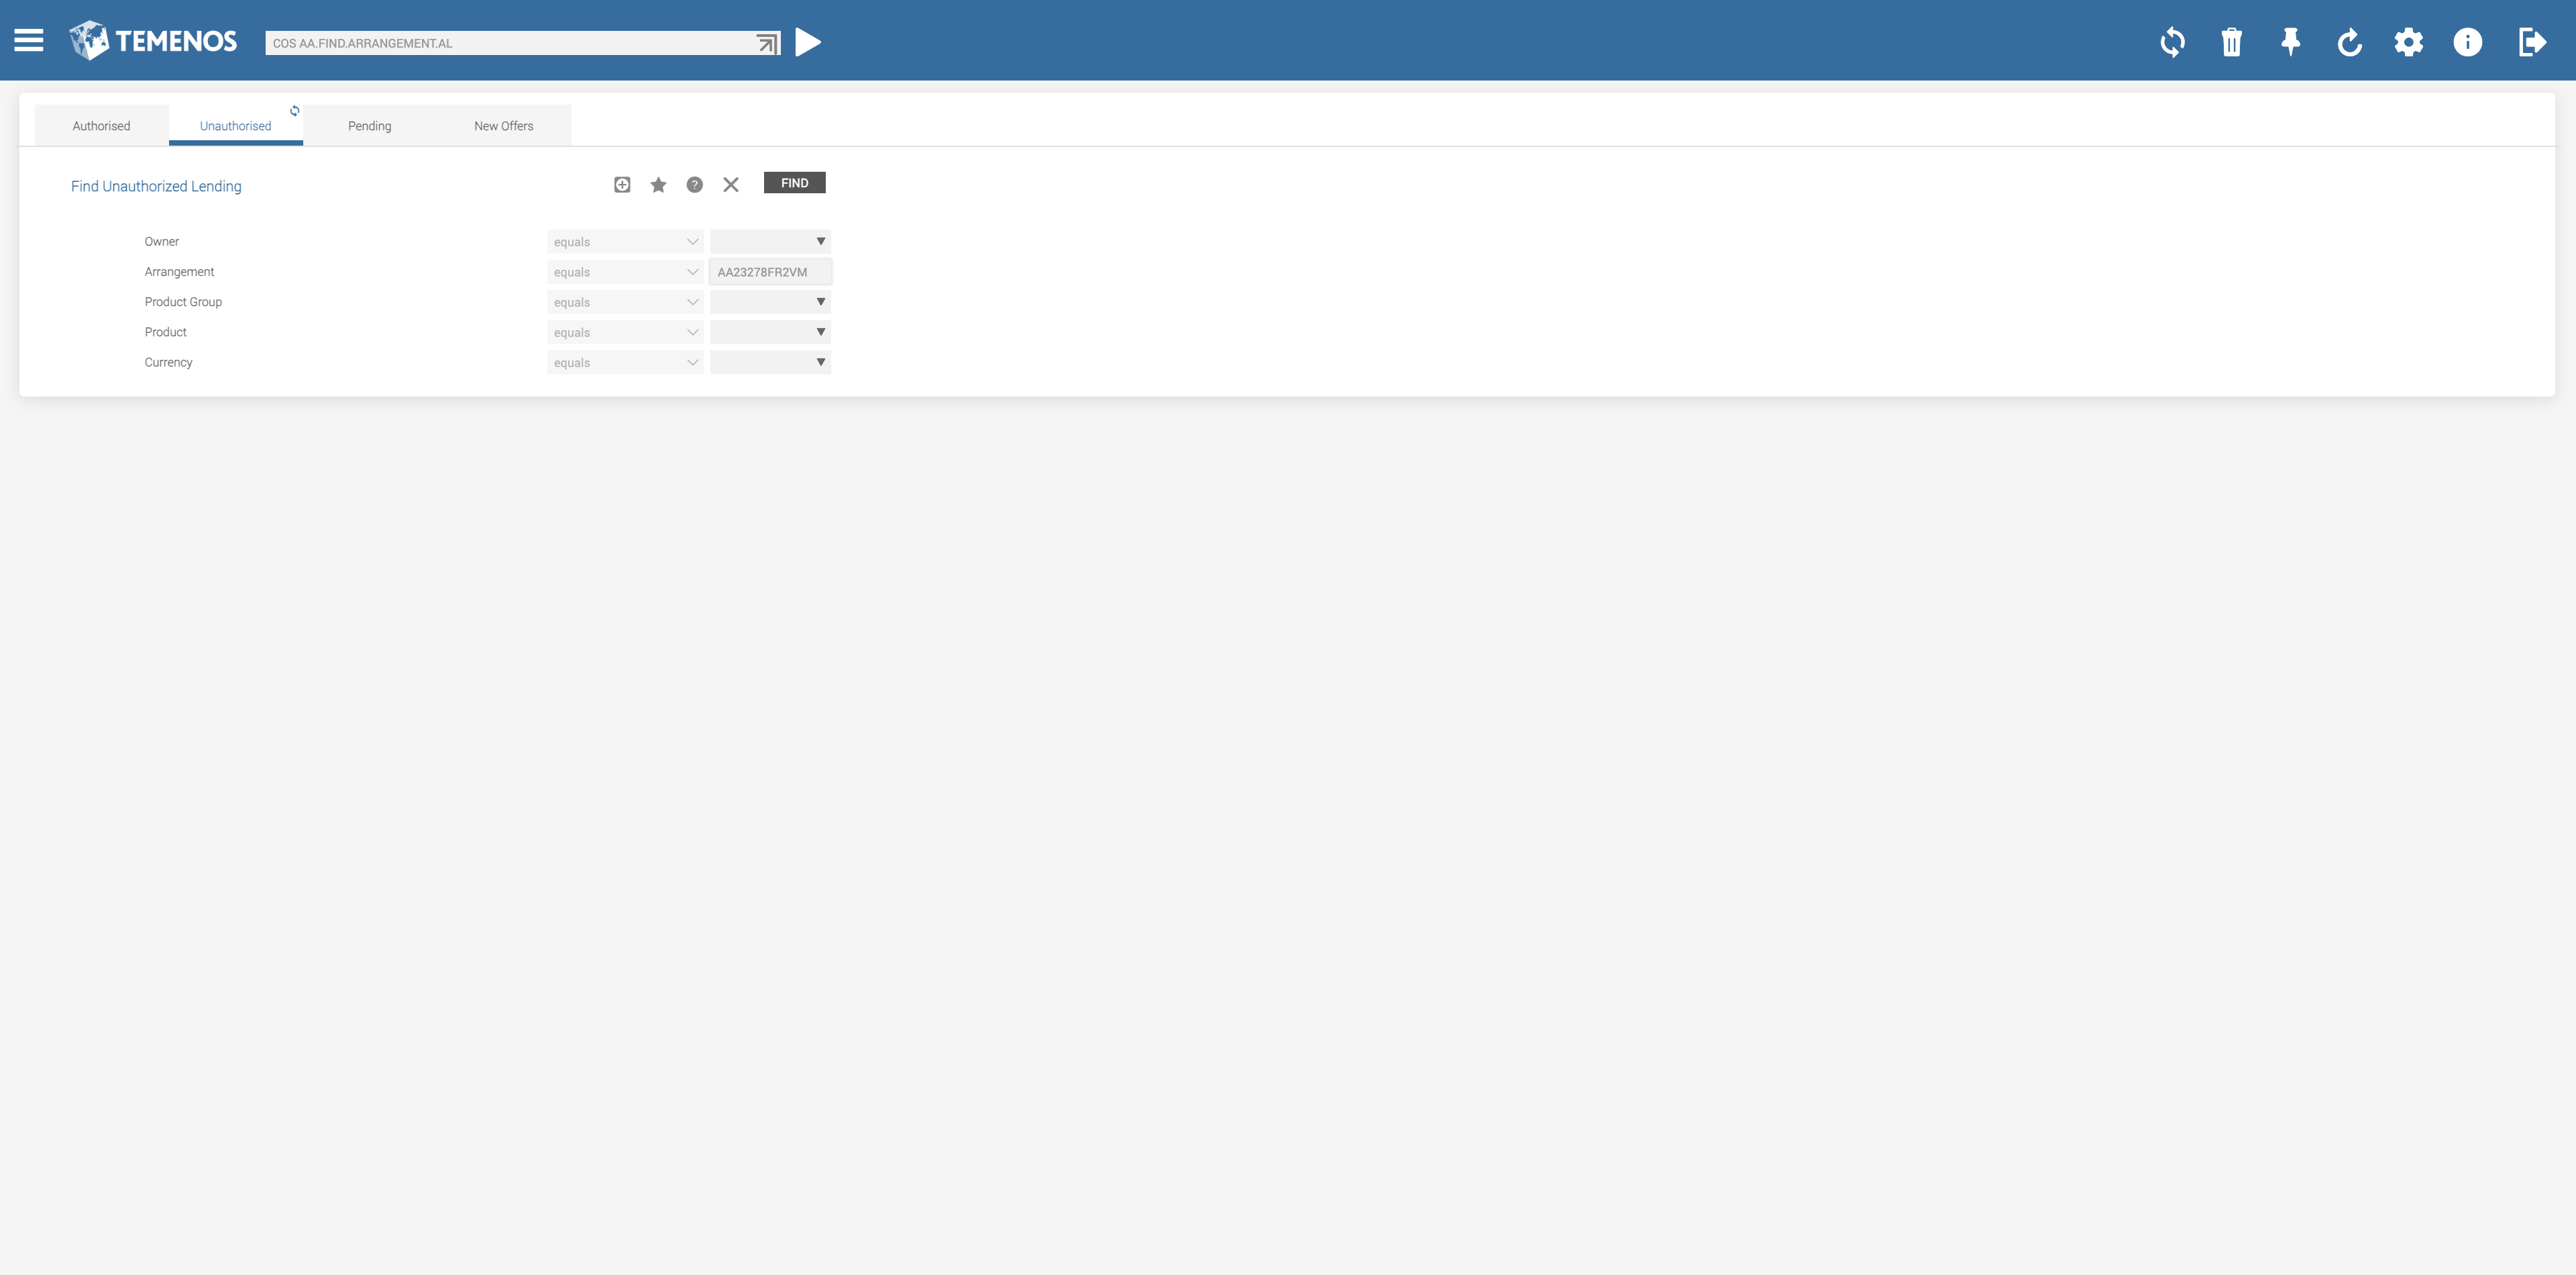 TEMENOS
COS AA.FIND.ARRANGEMENT.AL
Authorised Unauthorised Pending New Offers
Find Unauthorized Lending FIND
Owner equals
Arrangement equals AA23278FR2VM
Product Group equals
Product equals
Currency equals